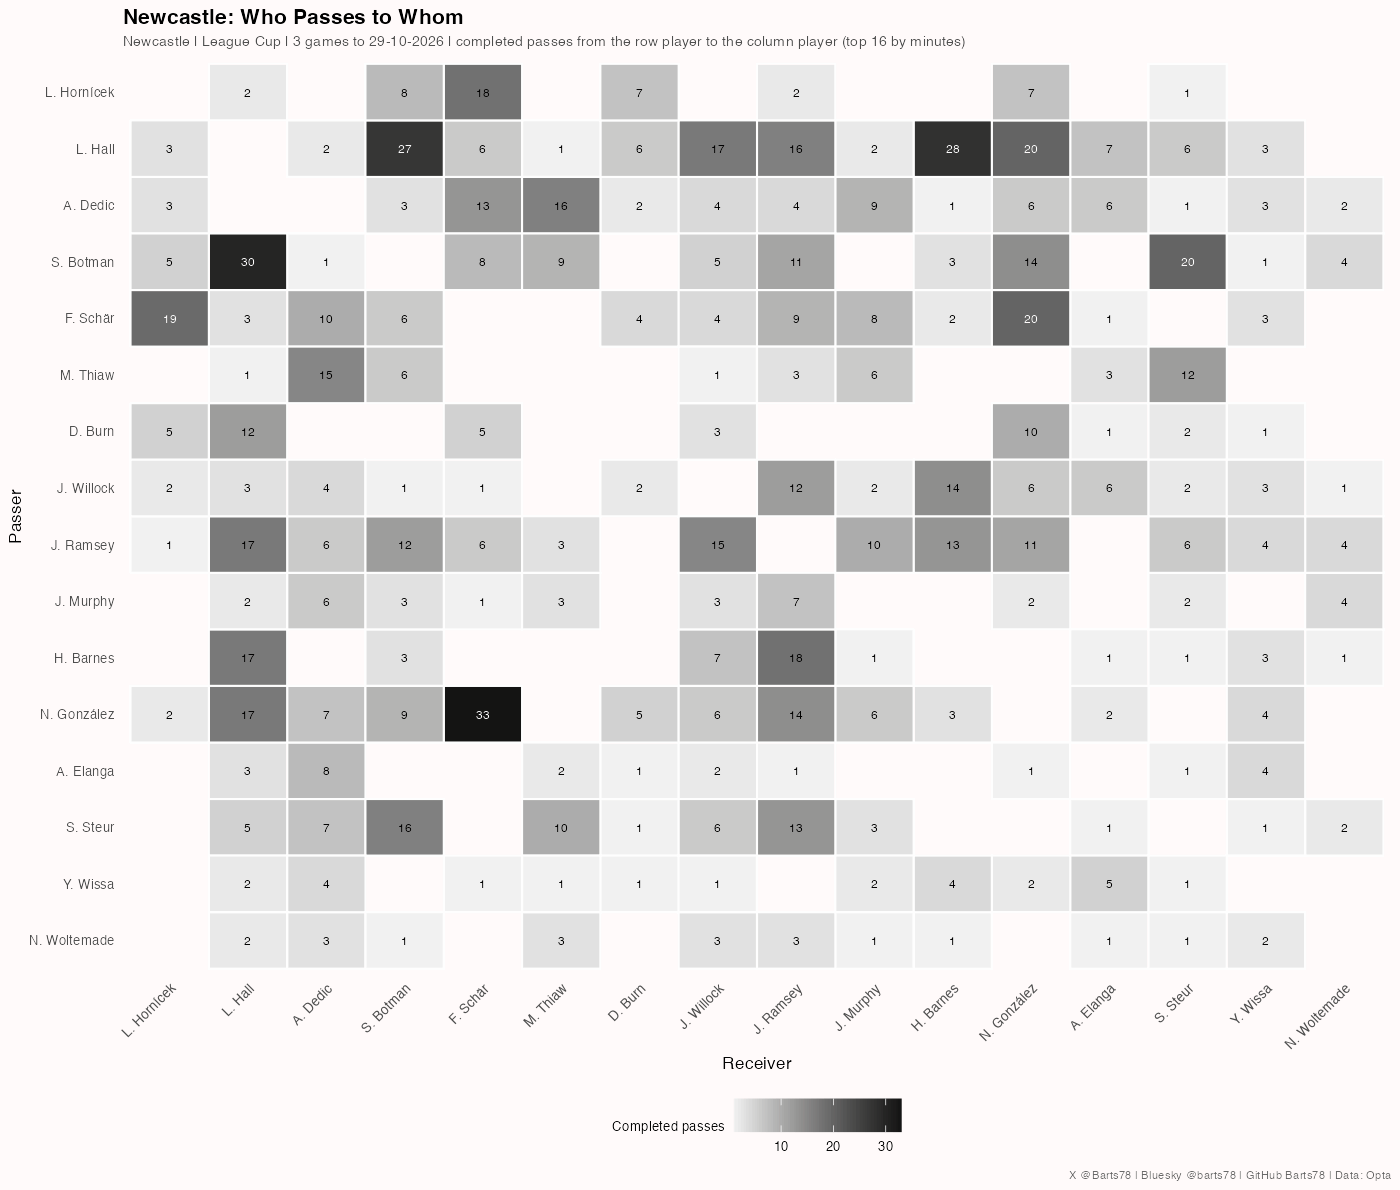 Newcastle: Who Passes to Whom
Newcastle | League Cup | 3 games to 29-10-2026 | completed passes from the row player to the column player (top 16 by minutes)
L. Hornícek 2 8 18 7 2 7 1
L. Hall 3 2 27 6 1 6 17 16 2 28 20 7 6 3
A. Dedic 3 3 13 16 2 4 4 9 1 6 6 1 3 2
S. Botman 5 30 1 8 9 5 11 3 14 20 1 4
F. Schär 19 3 10 6 4 4 9 8 2 20 1 3
M. Thiaw 1 15 6 1 3 6 3 12
D. Burn 5 12 5 3 10 1 2 1
J. Willock 2 3 4 1 1 2 12 2 14 6 6 2 3 1
J. Ramsey 1 17 6 12 6 3 15 10 13 11 6 4 4
J. Murphy 2 6 3 1 3 3 7 2 2 4
H. Barnes 17 3 7 18 1 1 1 3 1
N. González 2 17 7 9 33 5 6 14 6 3 2 4
A. Elanga 3 8 2 1 2 1 1 1 4
S. Steur 5 7 16 10 1 6 13 3 1 1 2
Y. Wissa 2 4 1 1 1 1 2 4 2 5 1
N. Woltemade 2 3 1 3 3 3 1 1 1 1 2
Passer
L. Hornícek L. Hall A. Dedic S. Botman F. Schär M. Thiaw D. Burn J. Willock J. Ramsey J. Murphy H. Barnes N. González A. Elanga S. Steur Y. Wissa N. Woltemade
Receiver
Completed passes
10 20 30
X @Barts78 | Bluesky @barts78 | GitHub Barts78 | Data: Opta